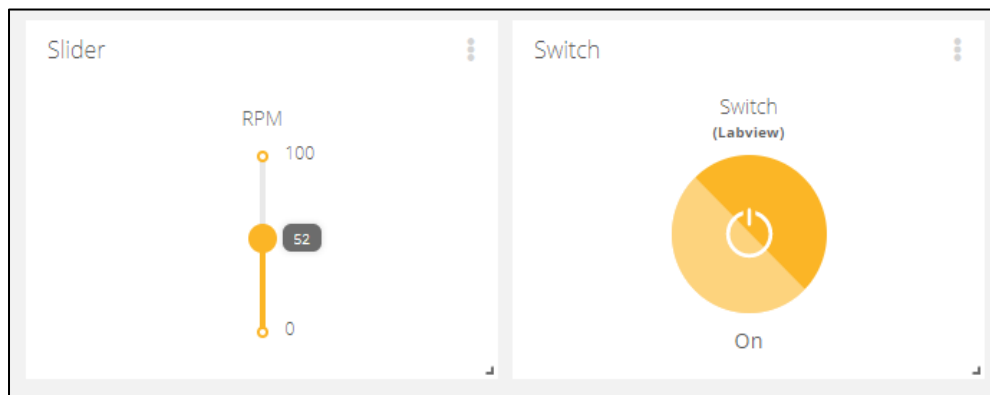 Slider
RPM
100
52
0
Switch
Switch
(Labview)
On